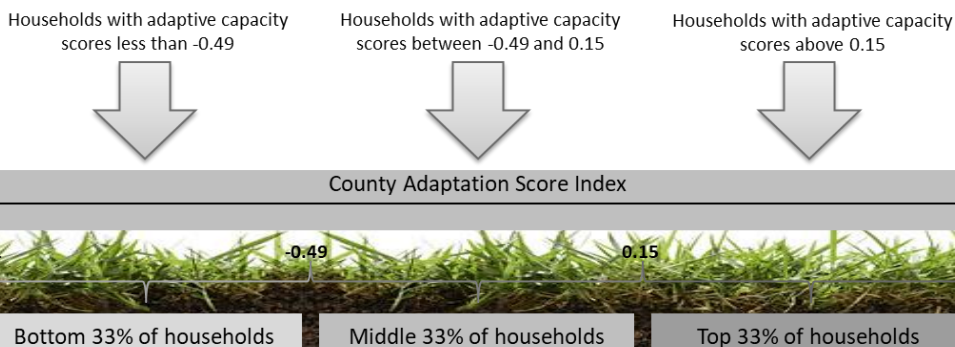 Households with adaptive capacity
scores less than -0.49
Households with adaptive capacity
scores between -0.49 and 0.15
Households with adaptive capacity
scores above 0.15
County Adaptation Score Index
-0.49
0.15
Bottom 33% of households
Middle 33% of households
Top 33% of households